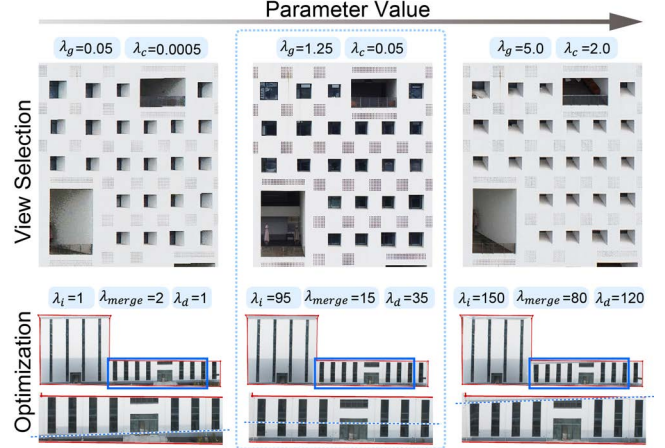 Parameter Value
λg=0.05 λc=0.0005
λg=1.25 λc=0.05
λg=5.0 λc=2.0
View Selection
λi=1 λmerge=2 λd=1
λi=95 λmerge=15 λd=35
λi=150 λmerge=80 λd=120
Optimization